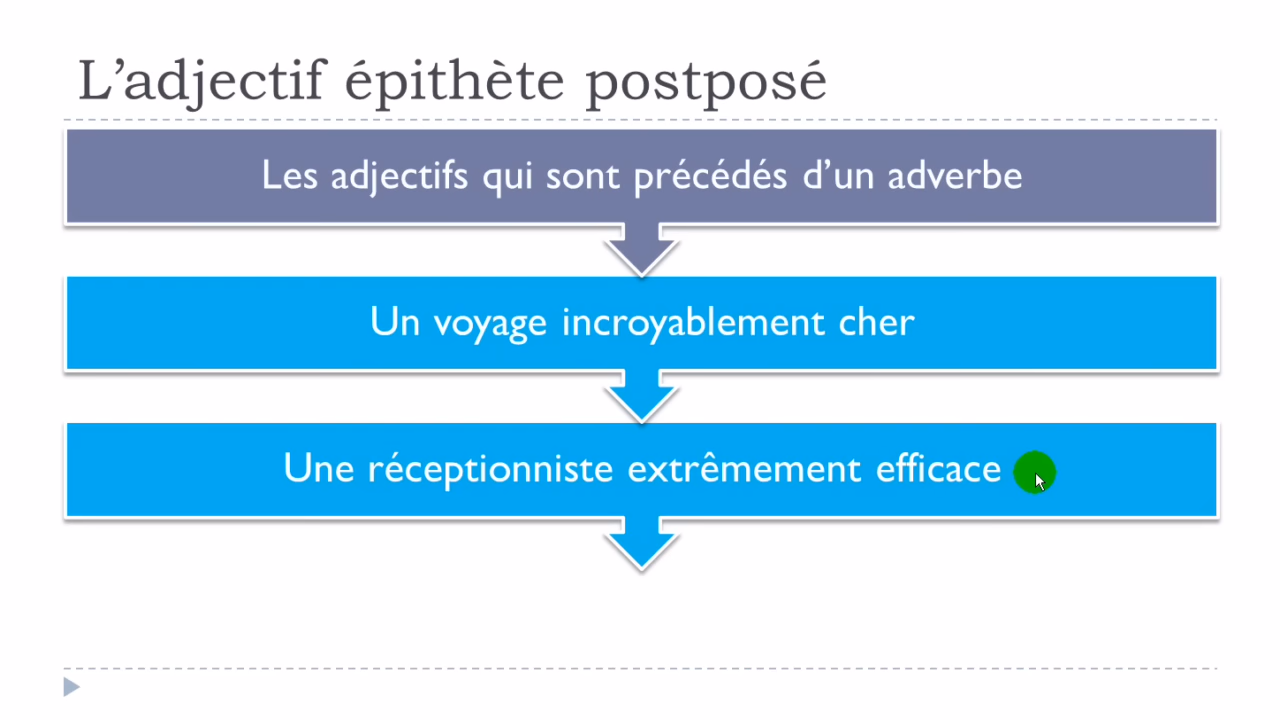 L’adjectif épithète postposé
Les adjectifs qui sont précédés d’un adverbe
Un voyage incroyablement cher
Une réceptionniste extrêmement efficace